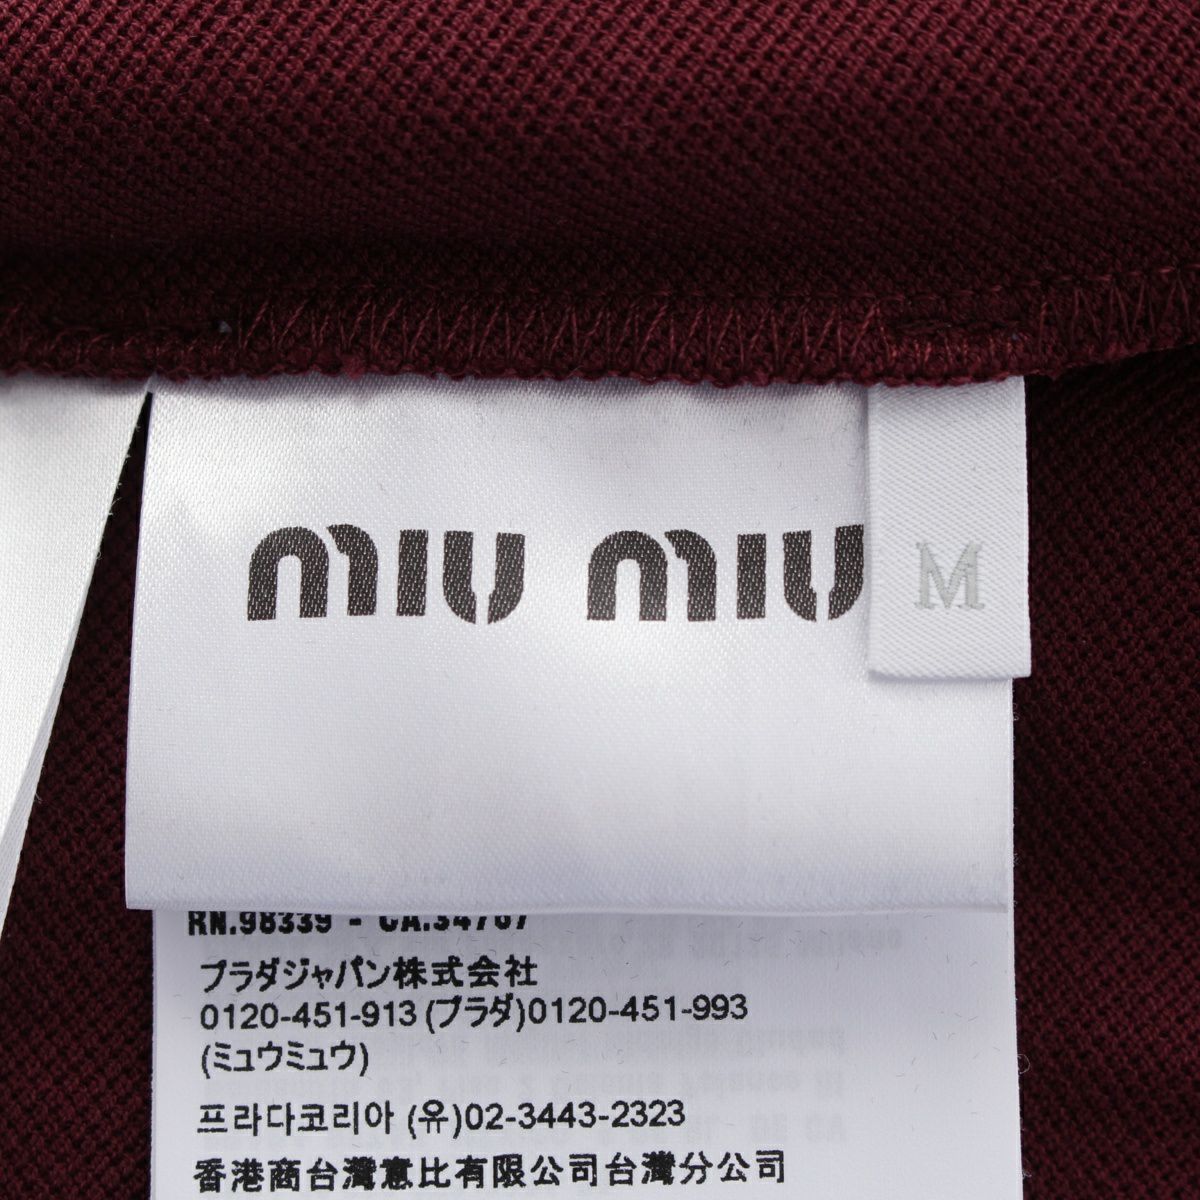 miu miu
M
RN.98339 - CA.34767
プラダジャパン株式会社
0120-451-913 (プラダ)0120-451-993
(ミュウミュウ)
프라다코리아 (유)02-3443-2323
香港商台灣意比有限公司台灣分公司